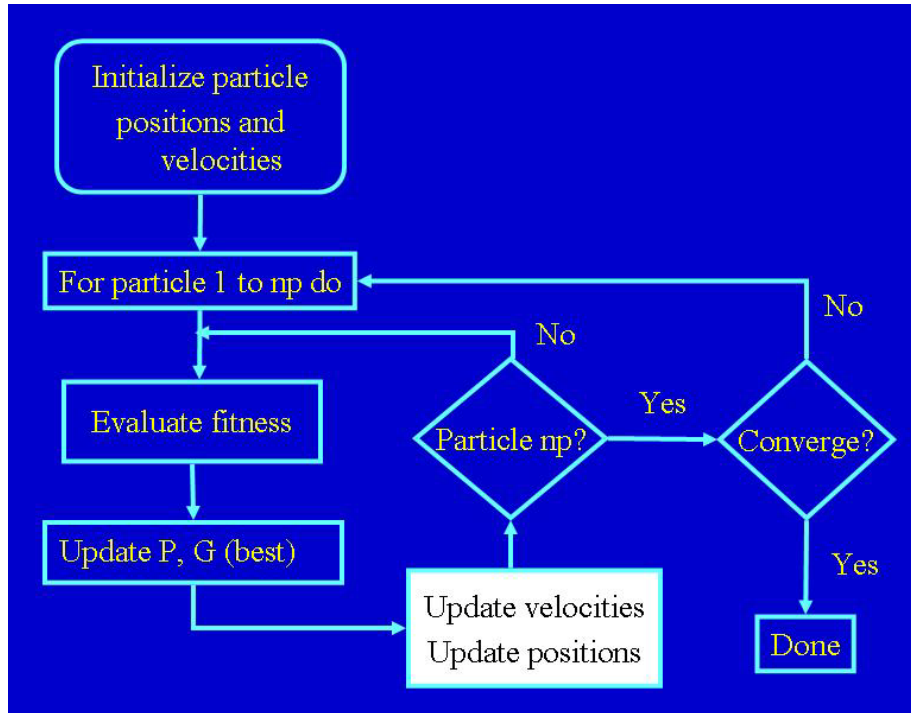 Initialize particle
positions and
velocities
For particle 1 to np do
No
No
Evaluate fitness
Particle np?
Yes
Converge?
Update P, G (best)
Yes
Update velocities
Update positions
Done